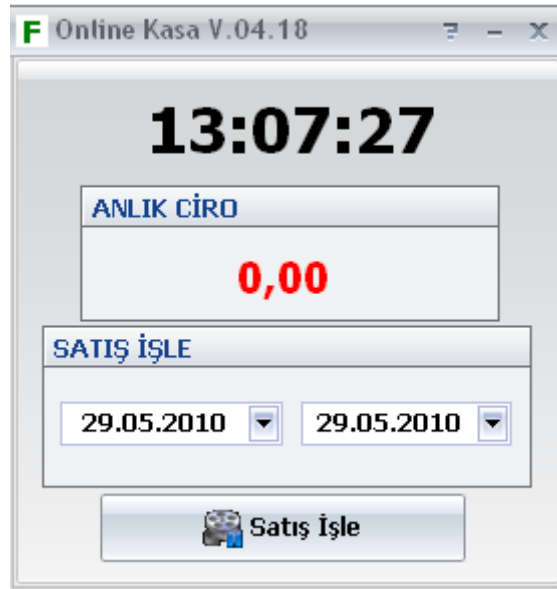 F Online Kasa V.04.18
13:07:27
ANLIK CİRO
0,00
SATIŞ İŞLE
29.05.2010 29.05.2010
Satış İşle